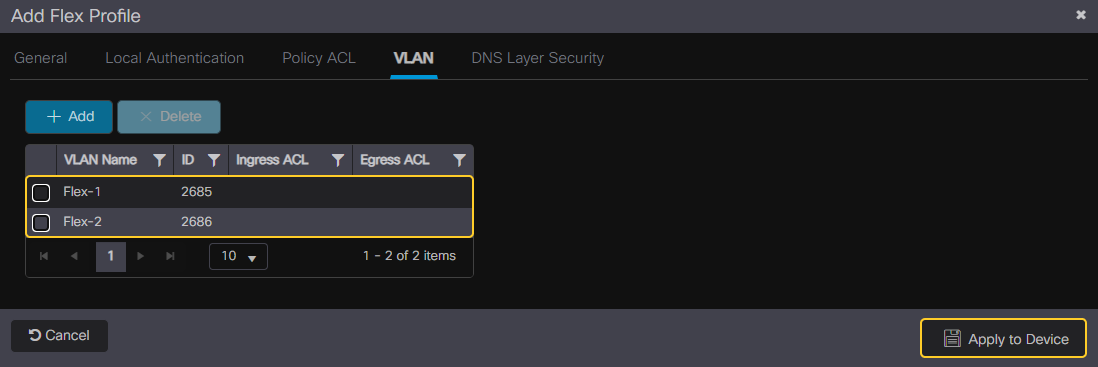 Add Flex Profile
General Local Authentication Policy ACL VLAN DNS Layer Security
Add Delete
VLAN Name ID Ingress ACL Egress ACL
Flex-1 2685
Flex-2 2686
1 10 1 - 2 of 2 items
Cancel Apply to Device